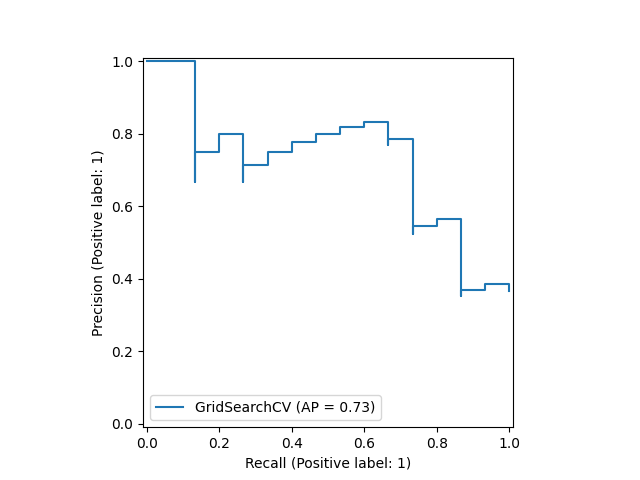 1.0
0.8
0.6
0.4
0.2
0.0
Precision (Positive label: 1)
GridSearchCV (AP = 0.73)
0.0 0.2 0.4 0.6 0.8 1.0
Recall (Positive label: 1)